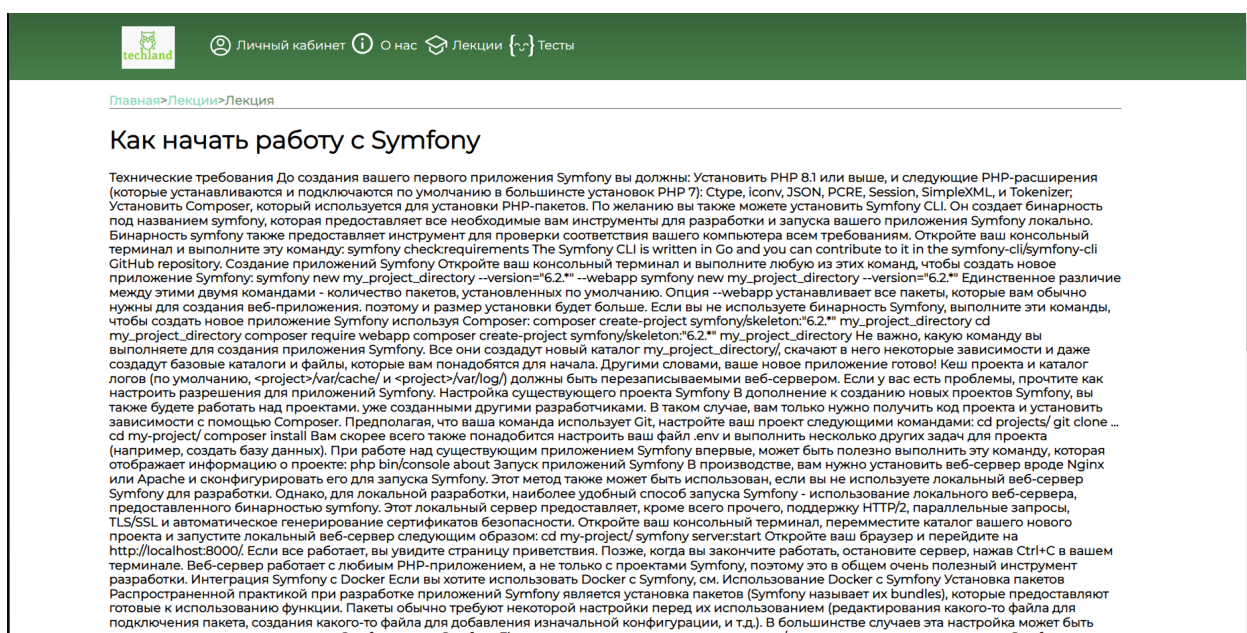 techland
Личный кабинет О нас Лекции Тесты
Главная>Лекции>Лекция
Как начать работу с Symfony
Технические требования До создания вашего первого приложения Symfony вы должны: Установить PHP 8.1 или выше, и следующие PHP-расширения
(которые устанавливаются и подключаются по умолчанию в большинсте установок PHP 7): Ctype, iconv, JSON, PCRE, Session, SimpleXML, и Tokenizer;
Установить Composer, который используется для установки PHP-пакетов. По желанию вы также можете установить Symfony CLI. Он создает бинарность
под названием symfony, которая предоставляет все необходимые вам инструменты для разработки и запуска вашего приложения Symfony локально.
Бинарность symfony также предоставляет инструмент для проверки соответствия вашего компьютера всем требованиям. Откройте ваш консольный
терминал и выполните эту команду: symfony check:requirements The Symfony CLI is written in Go and you can contribute to it in the symfony-cli/symfony-cli
GitHub repository. Создание приложений Symfony Откройте ваш консольный терминал и выполните любую из этих команд, чтобы создать новое
приложение Symfony: symfony new my_project_directory --version="6.2.*" --webapp symfony new my_project_directory --version="6.2.*" Единственное различие
между этими двумя командами - количество пакетов, установленных по умолчанию. Опция --webapp устанавливает все пакеты, которые вам обычно
нужны для создания веб-приложения. поэтому и размер установки будет больше. Если вы не используете бинарность Symfony, выполните эти команды,
чтобы создать новое приложение Symfony используя Composer: composer create-project symfony/skeleton:"6.2.*" my_project_directory cd
my_project_directory composer require webapp composer create-project symfony/skeleton:"6.2.*" my_project_directory Не важно, какую команду вы
выполняете для создания приложения Symfony. Все они создадут новый каталог my_project_directory/, скачают в него некоторые зависимости и даже
создадут базовые каталоги и файлы, которые вам понадобятся для начала. Другими словами, ваше новое приложение готово! Кеш проекта и каталог
логов (по умолчанию, <project>/var/cache/ и <project>/var/log/) должны быть перезаписываемыми веб-сервером. Если у вас есть проблемы, прочтите как
настроить разрешения для приложений Symfony. Настройка существующего проекта Symfony В дополнение к созданию новых проектов Symfony, вы
также будете работать над проектами. уже созданными другими разработчиками. В таком случае, вам только нужно получить код проекта и установить
зависимости с помощью Composer. Предполагая, что ваша команда использует Git, настройте ваш проект следующими командами: cd projects/ git clone ...
cd my-project/ composer install Вам скорее всего также понадобится настроить ваш файл .env и выполнить несколько других задач для проекта
(например, создать базу данных). При работе над существующим приложением Symfony впервые, может быть полезно выполнить эту команду, которая
отображает информацию о проекте: php bin/console about Запуск приложений Symfony В производстве, вам нужно установить веб-сервер вроде Nginx
или Apache и сконфигурировать его для запуска Symfony. Этот метод также может быть использован, если вы не используете локальный веб-сервер
Symfony для разработки. Однако, для локальной разработки, наиболее удобный способ запуска Symfony - использование локального веб-сервера,
предоставленного бинарностью symfony. Этот локальный сервер предоставляет, кроме всего прочего, поддержку HTTP/2, параллельные запросы,
TLS/SSL и автоматическое генерирование сертификатов безопасности. Откройте ваш консольный терминал, перемместите каталог вашего нового
проекта и запустите локальный веб-сервер следующим образом: cd my-project/ symfony server:start Откройте ваш браузер и перейдите на
http://localhost:8000/. Если все работает, вы увидите страницу приветствия. Позже, когда вы закончите работать, остановите сервер, нажав Ctrl+C в вашем
терминале. Веб-сервер работает с любиым PHP-приложением, а не только с проектами Symfony, поэтому это в общем очень полезный инструмент
разработки. Интеграция Symfony с Docker Если вы хотите использовать Docker с Symfony, см. Использование Docker с Symfony Установка пакетов
Распространенной практикой при разработке приложений Symfony является установка пакетов (Symfony называет их bundles), которые предоставляют
готовые к использованию функции. Пакеты обычно требуют некоторой настройки перед их использованием (редактирования какого-то файла для
подключения пакета, создания какого-то файла для добавления изначальной конфигурации, и т.д.). В большинстве случаев эта настройка может быть